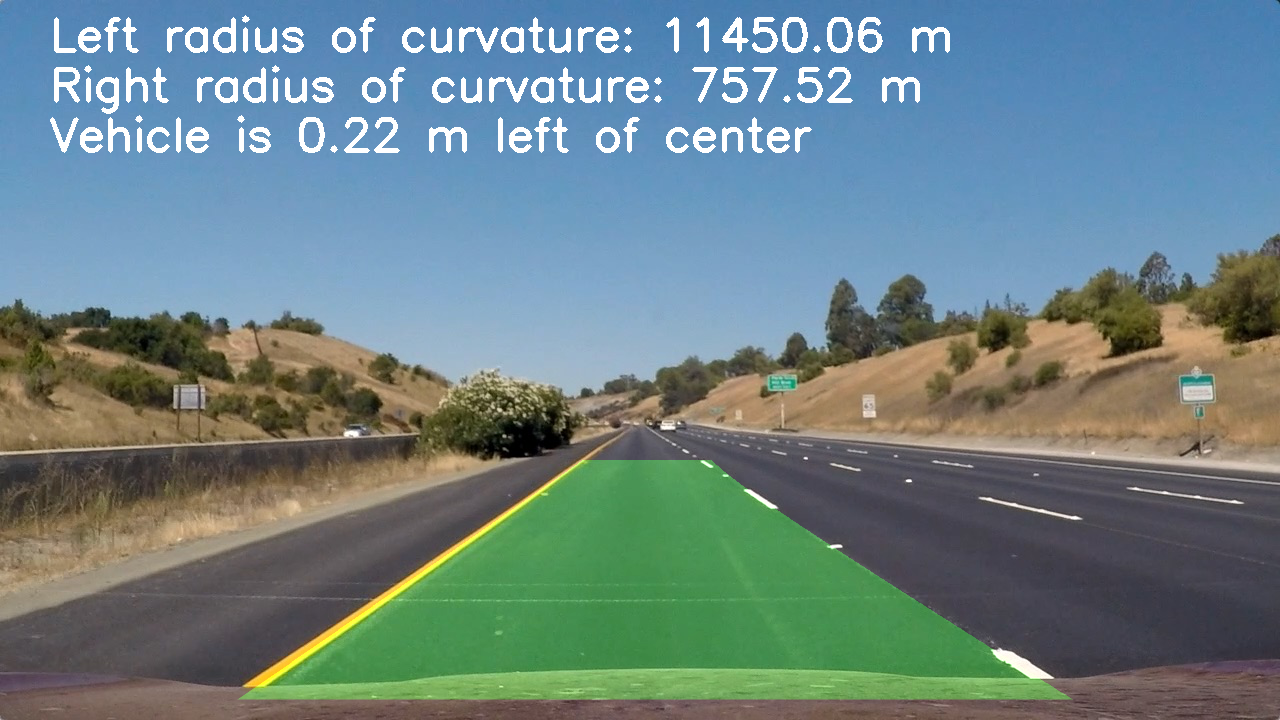 Left radius of curvature: 11450.06 m
Right radius of curvature: 757.52 m
Vehicle is 0.22 m left of center